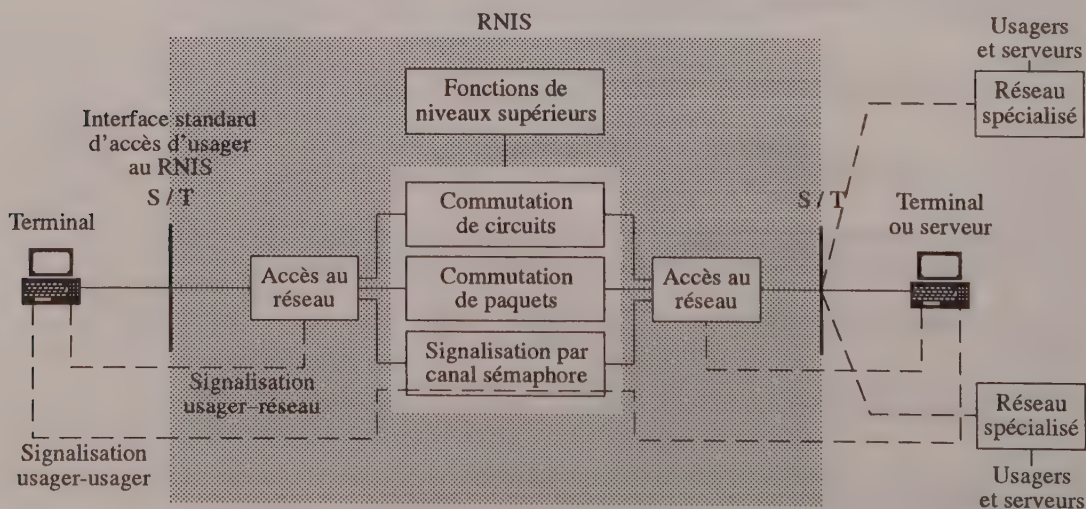 RNIS
Usagers
et serveurs
Réseau
spécialisé
Fonctions de
niveaux supérieurs
Interface standard
d'accès d'usager
au RNIS
S / T
S / T
Terminal
Commutation
de circuits
Terminal
ou serveur
Accès au
réseau
Commutation
de paquets
Accès au
réseau
Signalisation par
canal sémaphore
Signalisation
usager–réseau
Réseau
spécialisé
Signalisation
usager-usager
Usagers
et serveurs